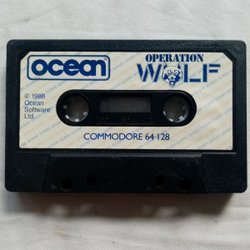 ocean
OPERATION
WOLF
© 1988
Ocean
Software
Ltd.
COMMODORE 64 128